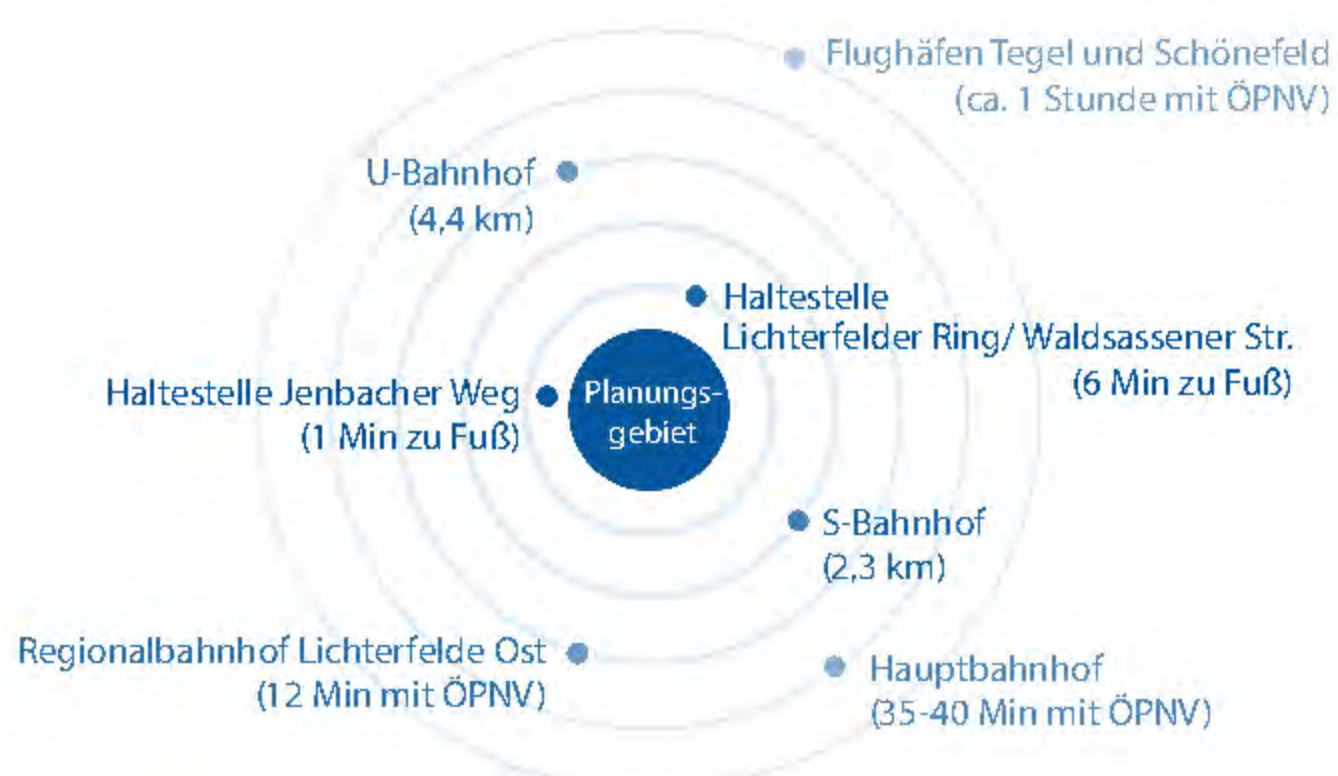 Flughäfen Tegel und Schönefeld
(ca. 1 Stunde mit ÖPNV)
U-Bahnhof
(4,4 km)
Haltestelle
Lichterfelder Ring/ Waldsassener Str.
(6 Min zu Fuß)
Haltestelle Jenbacher Weg
(1 Min zu Fuß)
Planungs-
gebiet
S-Bahnhof
(2,3 km)
Regionalbahnhof Lichterfelde Ost
(12 Min mit ÖPNV)
Hauptbahnhof
(35-40 Min mit ÖPNV)